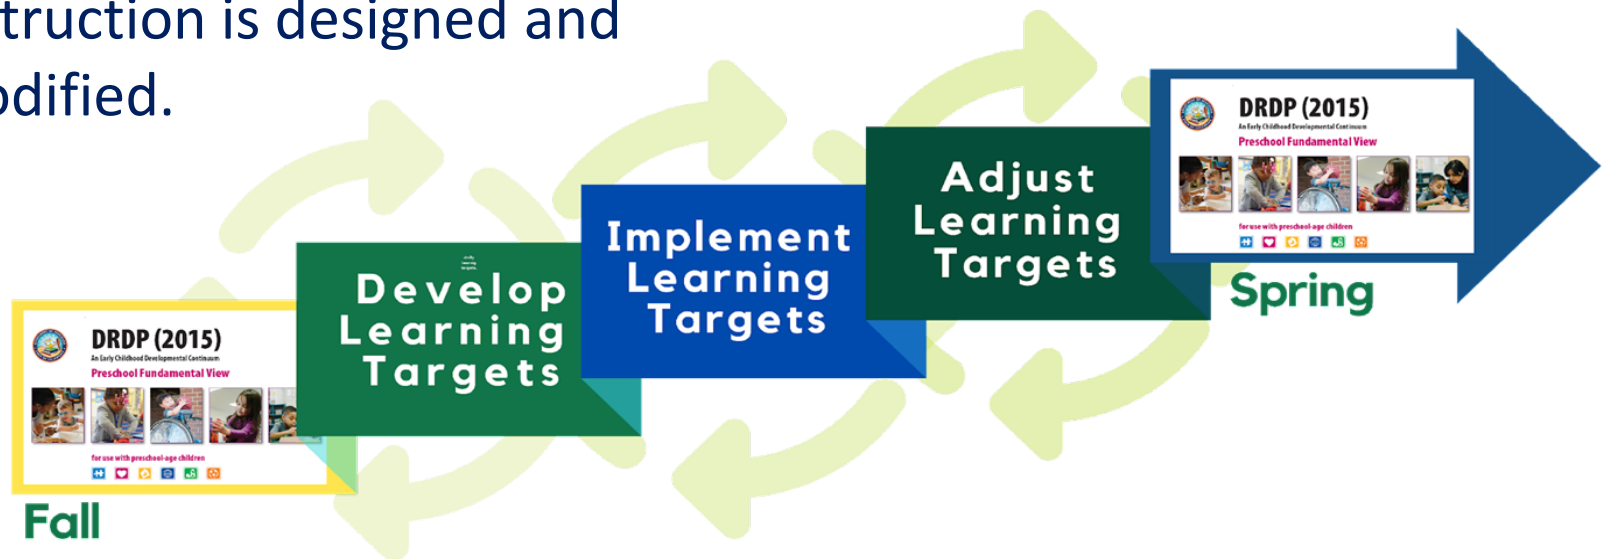 truction is designed and
odified.
DRDP (2015)
An Early Childhood Developmental Continuum
Preschool Fundamental View
for use with preschool-age children
Fall
Develop
Learning
Targets
Implement
Learning
Targets
Adjust
Learning
Targets
DRDP (2015)
An Early Childhood Developmental Continuum
Preschool Fundamental View
for use with preschool-age children
Spring